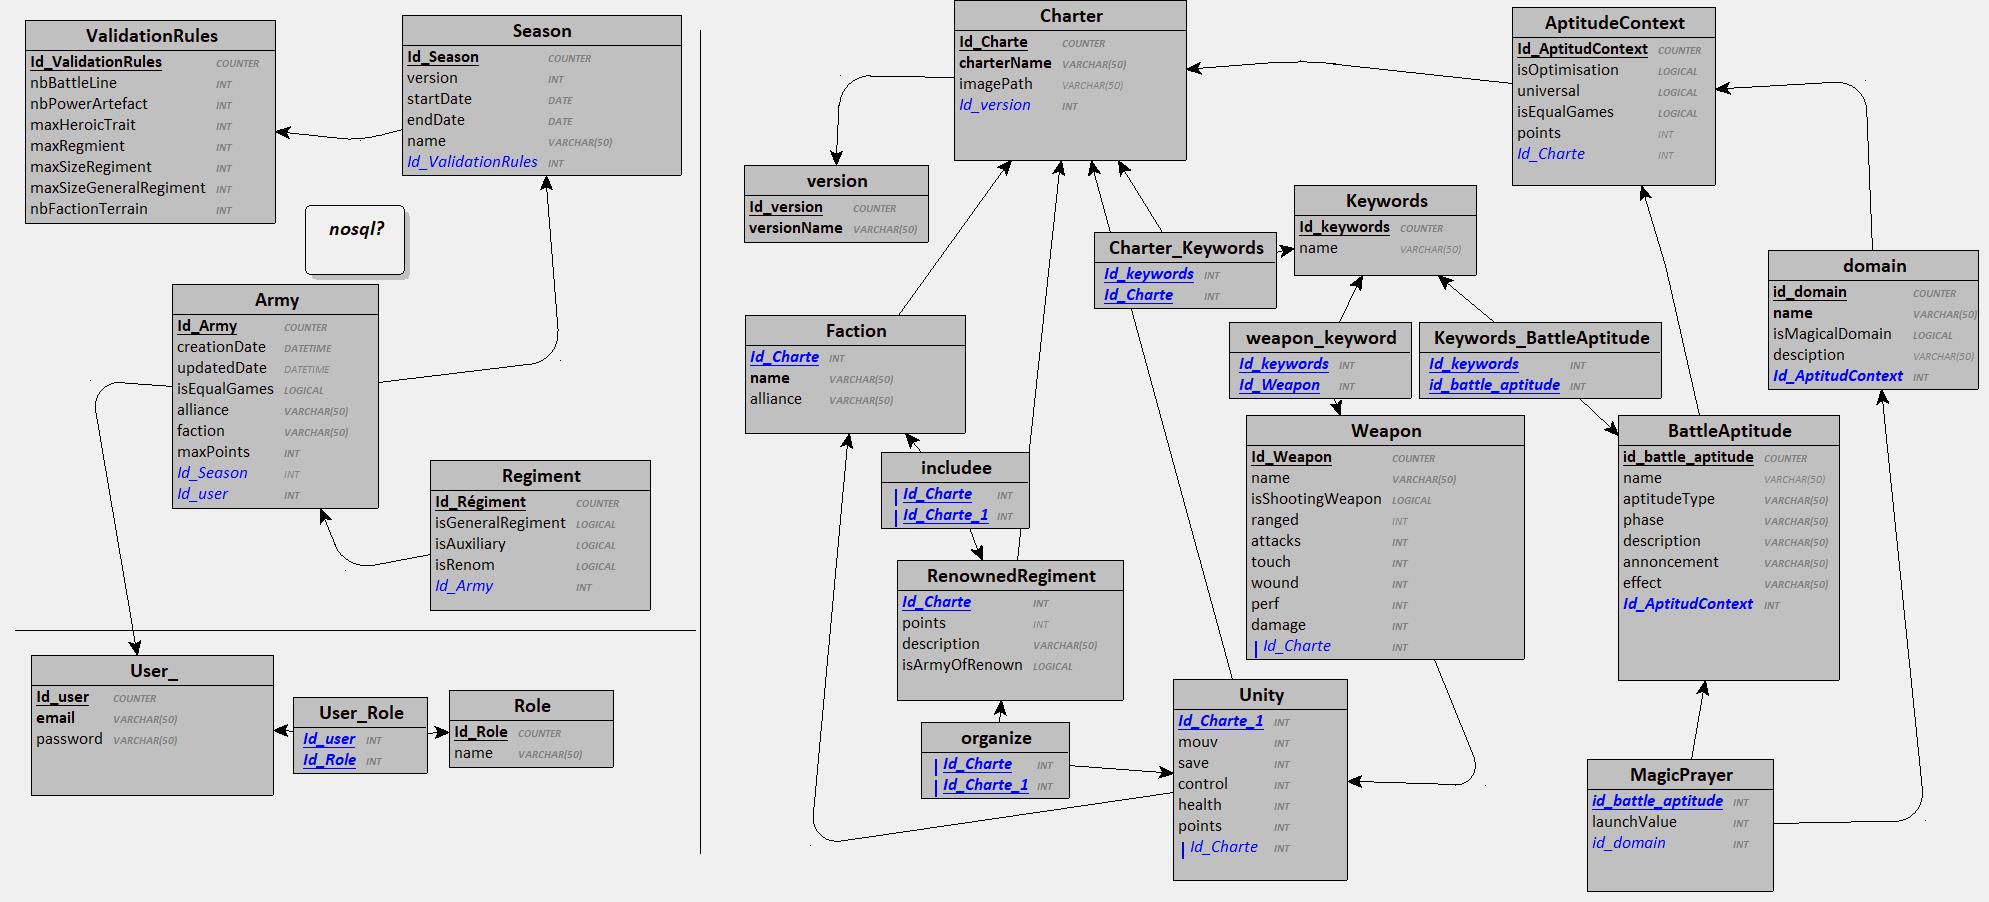 ValidationRules
Id_ValidationRules COUNTER
nbBattleLine INT
nbPowerArtefact INT
maxHeroicTrait INT
maxRegmient INT
maxSizeRegiment INT
maxSizeGeneralRegiment INT
nbFactionTerrain INT
Season
Id_Season COUNTER
version INT
startDate DATE
endDate DATE
name VARCHAR(50)
Id_ValidationRules INT
nosql?
Army
Id_Army COUNTER
creationDate DATETIME
updatedDate DATETIME
isEqualGames LOGICAL
alliance VARCHAR(50)
faction VARCHAR(50)
maxPoints INT
Id_Season INT
Id_user INT
Regiment
Id_Régiment COUNTER
isGeneralRegiment LOGICAL
isAuxiliary LOGICAL
isRenom LOGICAL
Id_Army INT
User_
Id_user COUNTER
email VARCHAR(50)
password VARCHAR(50)
User_Role
Id_user INT
Id_Role INT
Role
Id_Role COUNTER
name VARCHAR(50)
Charter
Id_Charte COUNTER
charterName VARCHAR(50)
imagePath VARCHAR(50)
Id_version INT
version
Id_version COUNTER
versionName VARCHAR(50)
AptitudeContext
Id_AptitudContext COUNTER
isOptimisation LOGICAL
universal LOGICAL
isEqualGames LOGICAL
points INT
Id_Charte INT
Keywords
Id_keywords COUNTER
name VARCHAR(50)
Charter_Keywords
Id_keywords INT
Id_Charte INT
domain
id_domain COUNTER
name VARCHAR(50)
isMagicalDomain LOGICAL
desciption VARCHAR(50)
Id_AptitudContext INT
Faction
Id_Charte INT
name VARCHAR(50)
alliance VARCHAR(50)
weapon_keyword
Id_keywords INT
Id_Weapon INT
Keywords_BattleAptitude
Id_keywords INT
id_battle_aptitude INT
includee
Id_Charte INT
Id_Charte_1 INT
Weapon
Id_Weapon COUNTER
name VARCHAR(50)
isShootingWeapon LOGICAL
ranged INT
attacks INT
touch INT
wound INT
perf INT
damage INT
Id_Charte INT
BattleAptitude
id_battle_aptitude COUNTER
name VARCHAR(50)
aptitudeType VARCHAR(50)
phase VARCHAR(50)
description VARCHAR(50)
annoncement VARCHAR(50)
effect VARCHAR(50)
Id_AptitudContext INT
RenownedRegiment
Id_Charte INT
points INT
description VARCHAR(50)
isArmyOfRenown LOGICAL
organize
Id_Charte INT
Id_Charte_1 INT
Unity
Id_Charte_1 INT
mouv INT
save INT
control INT
health INT
points INT
Id_Charte INT
MagicPrayer
id_battle_aptitude INT
launchValue INT
id_domain INT